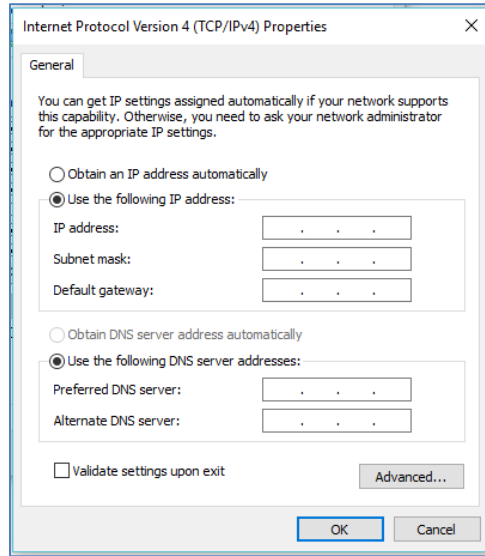 Internet Protocol Version 4 (TCP/IPv4) Properties
General
You can get IP settings assigned automatically if your network supports
this capability. Otherwise, you need to ask your network administrator
for the appropriate IP settings.
Obtain an IP address automatically
Use the following IP address:
IP address: . . .
Subnet mask: . . .
Default gateway: . . .
Obtain DNS server address automatically
Use the following DNS server addresses:
Preferred DNS server: . . .
Alternate DNS server: . . .
Validate settings upon exit
Advanced...
OK Cancel